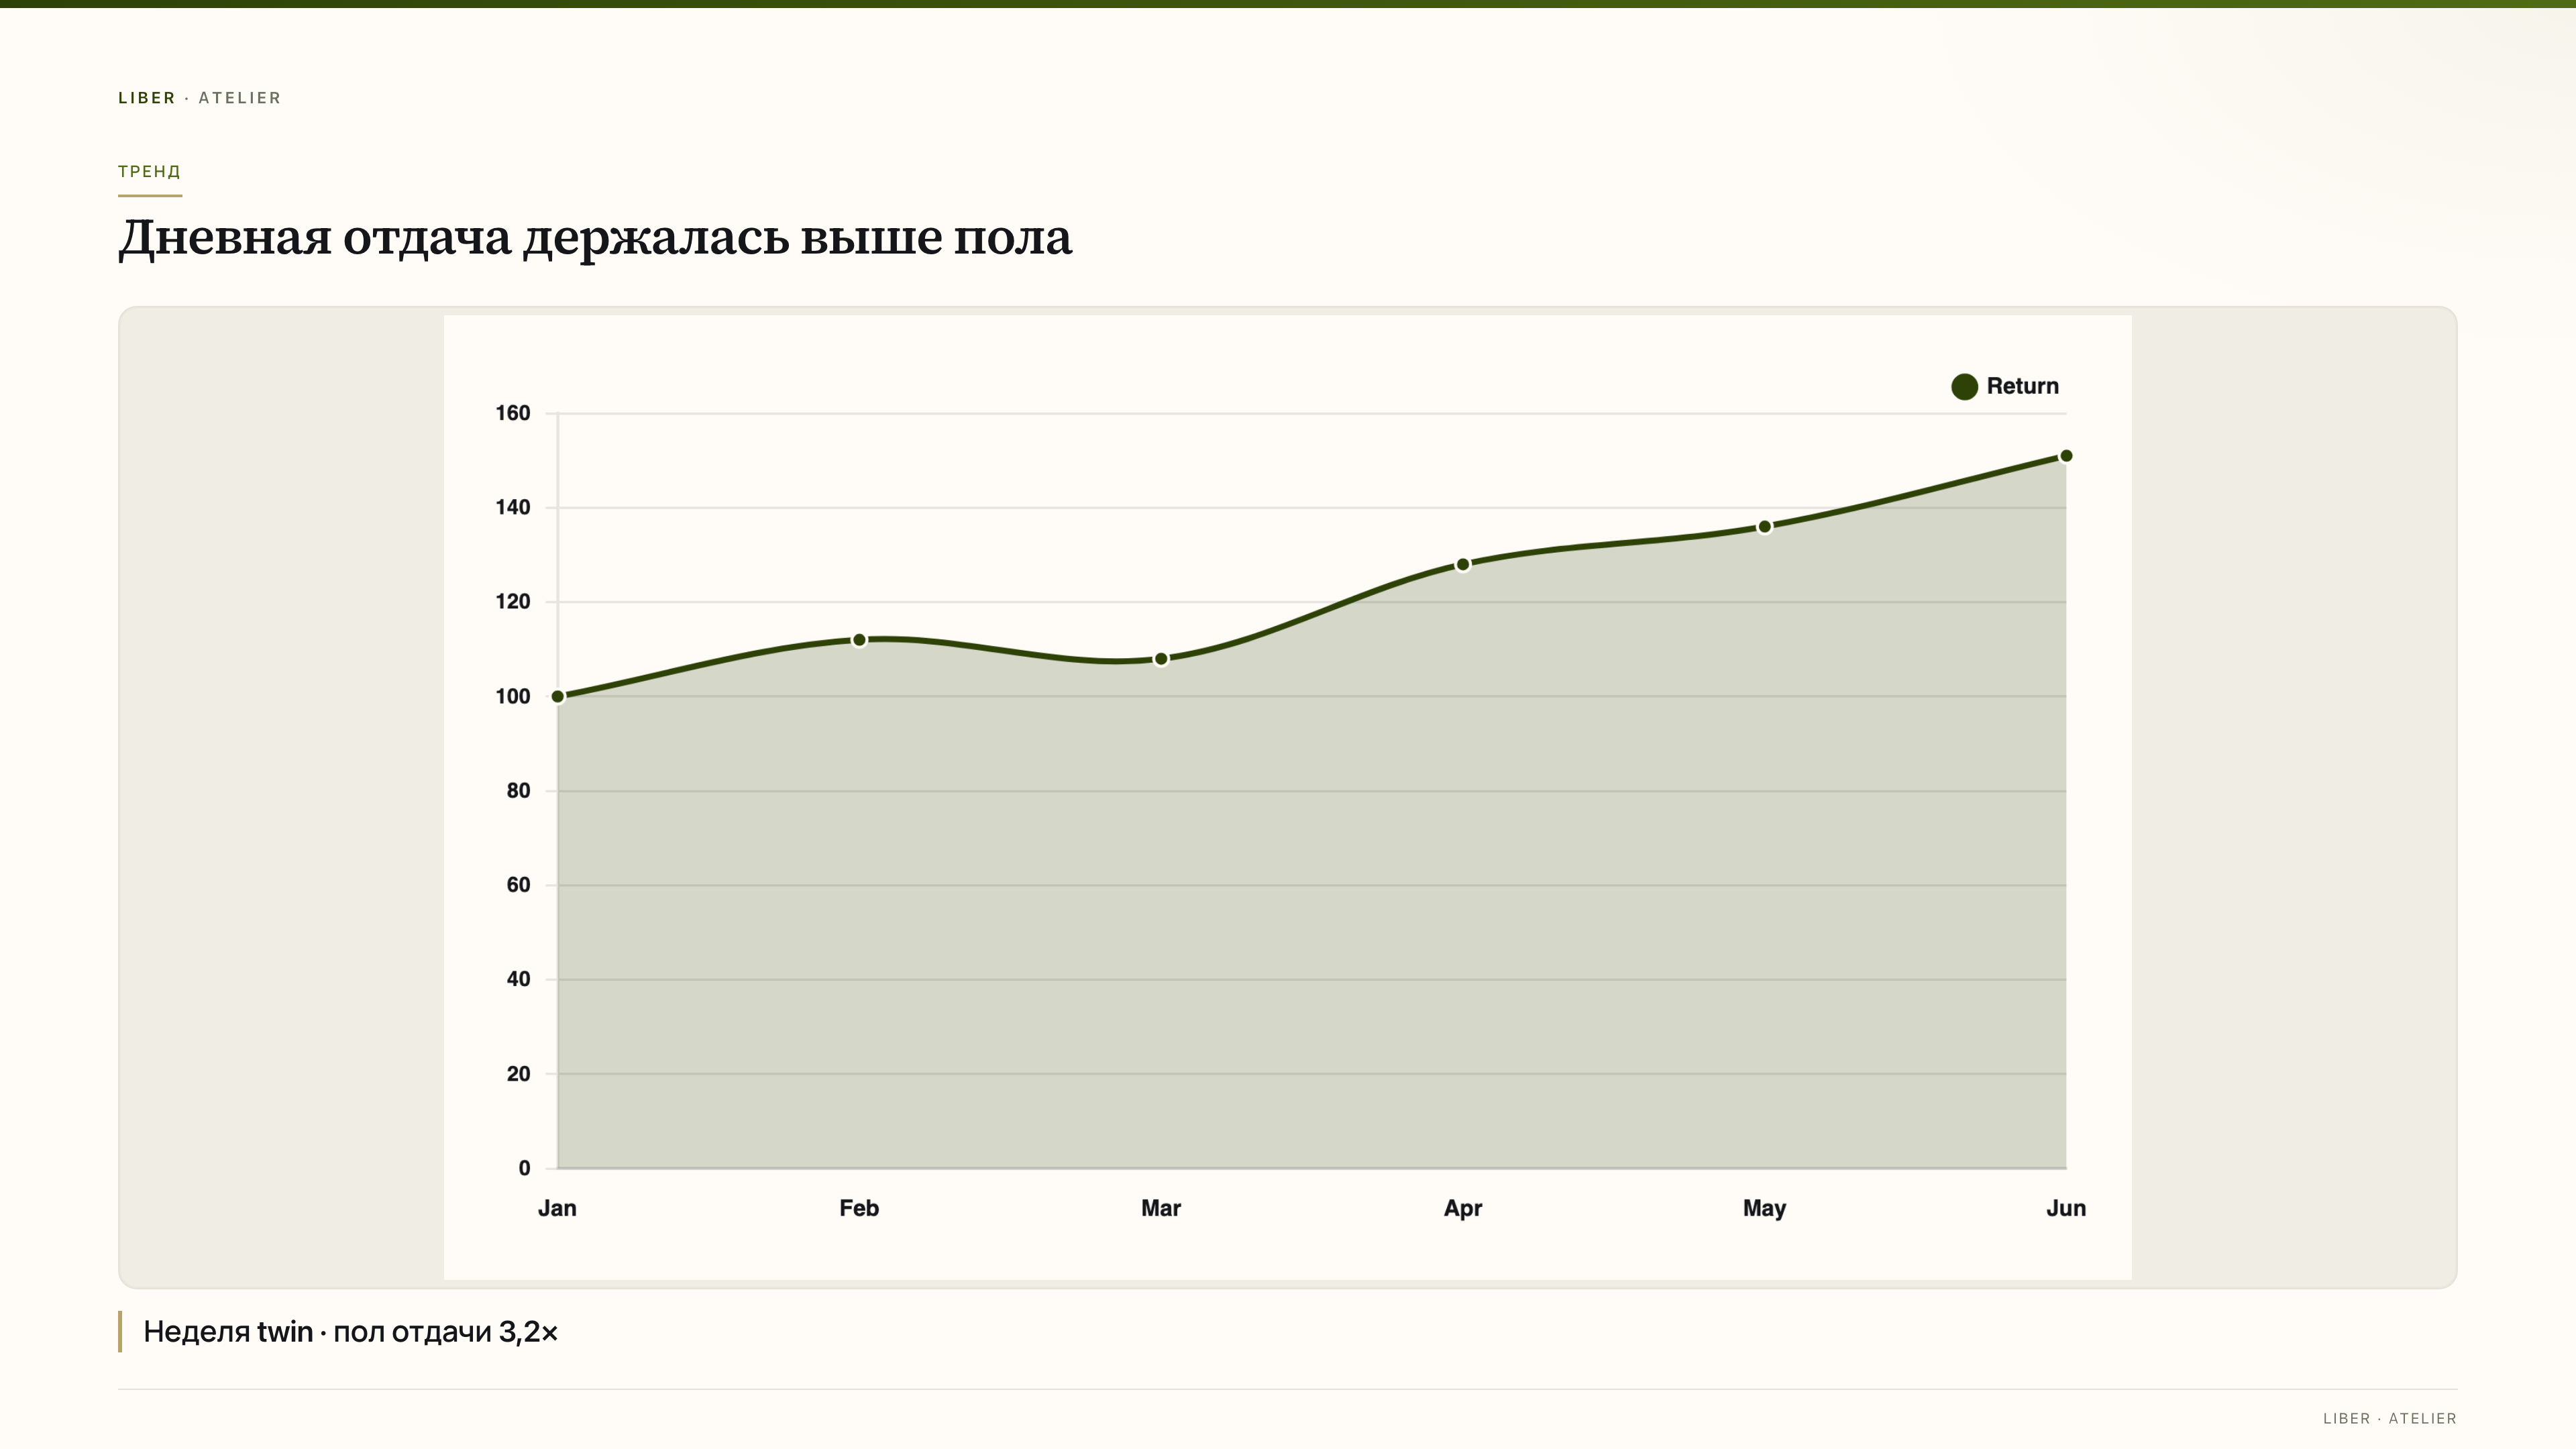 LIBER · ATELIER
ТРЕНД
Дневная отдача держалась выше пола
Return
160
140
120
100
80
60
40
20
0
Jan Feb Mar Apr May Jun
Неделя twin · пол отдачи 3,2×
LIBER · ATELIER